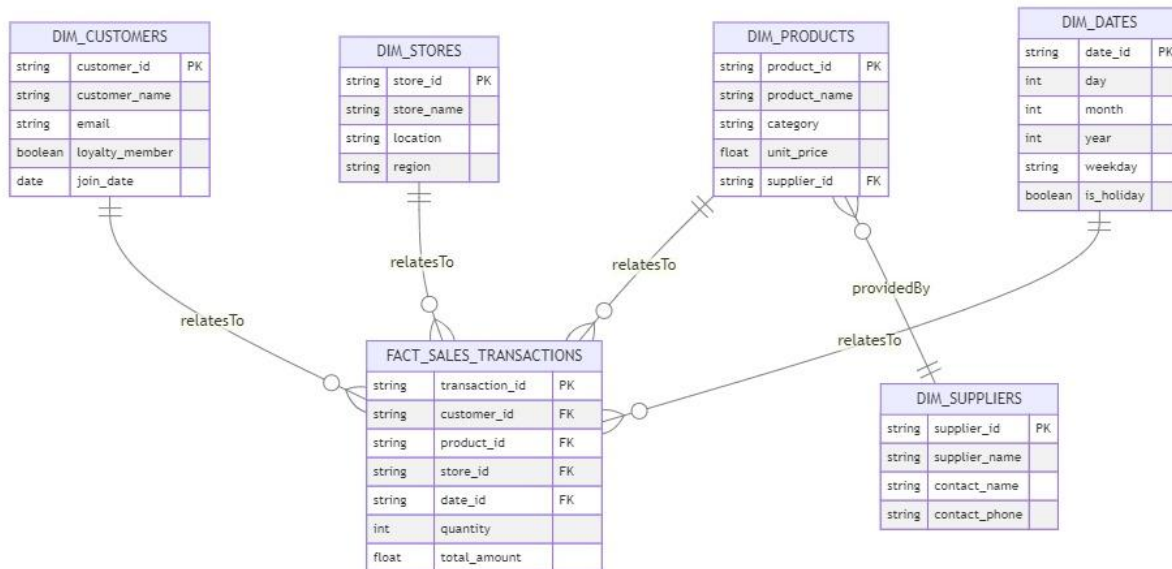 DIM_CUSTOMERS
string customer_id PK
string customer_name
string email
boolean loyalty_member
date join_date
DIM_STORES
string store_id PK
string store_name
string location
string region
DIM_PRODUCTS
string product_id PK
string product_name
string category
float unit_price
string supplier_id FK
DIM_DATES
string date_id PK
int day
int month
int year
string weekday
boolean is_holiday
relatesTo
relatesTo
relatesTo
providedBy
relatesTo
FACT_SALES_TRANSACTIONS
string transaction_id PK
string customer_id FK
string product_id FK
string store_id FK
string date_id FK
int quantity
float total_amount
DIM_SUPPLIERS
string supplier_id PK
string supplier_name
string contact_name
string contact_phone